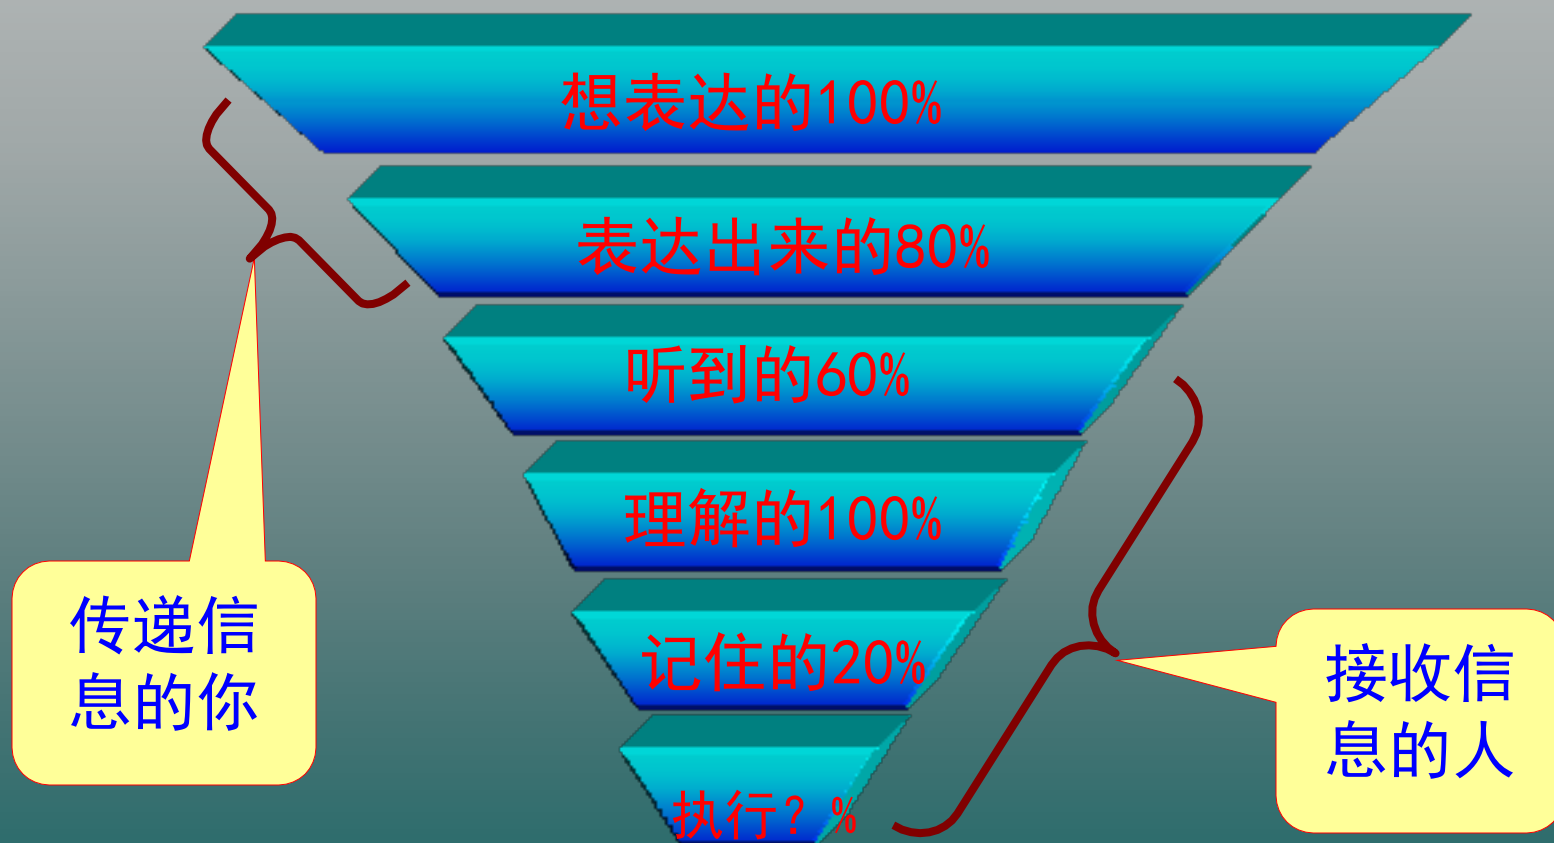 想表达的100%
表达出来的80%
听到的60%
理解的100%
记住的20%
执行？%
传递信
息的你
接收信
息的人